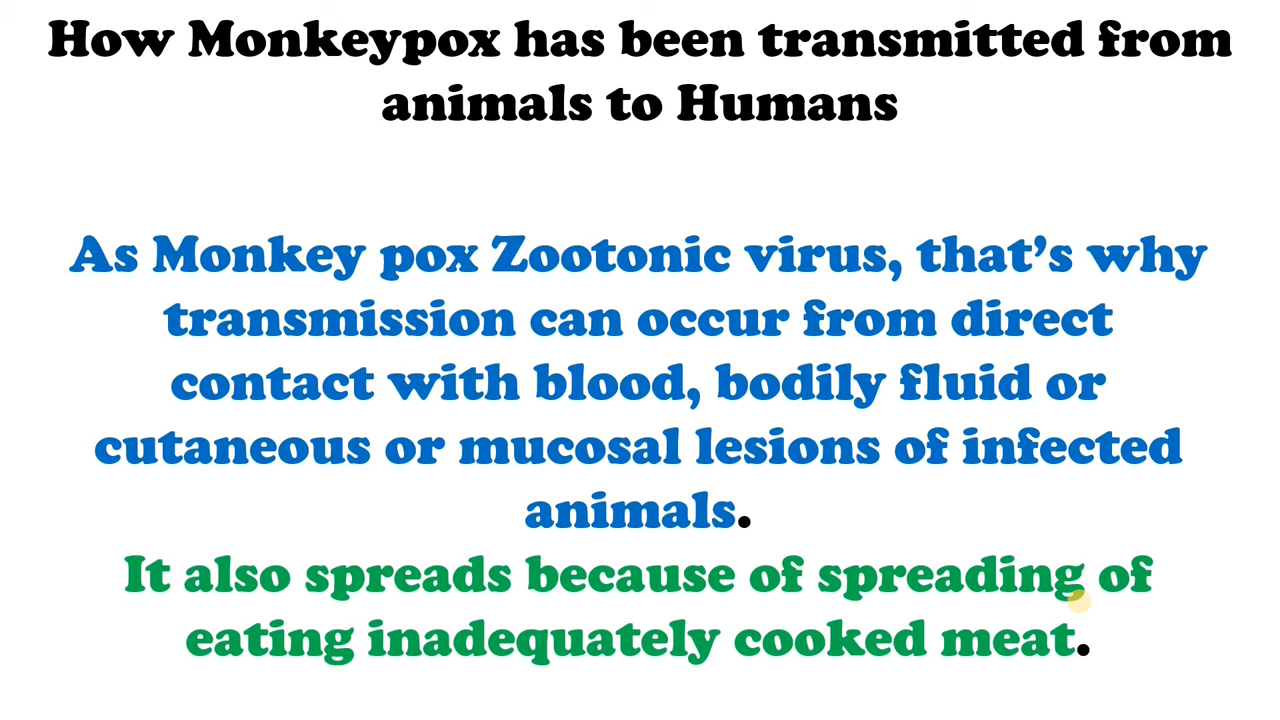 How Monkeypox has been transmitted from
animals to Humans
As Monkey pox Zootonic virus, that’s why
transmission can occur from direct
contact with blood, bodily fluid or
cutaneous or mucosal lesions of infected
animals.
It also spreads because of spreading of
eating inadequately cooked meat.